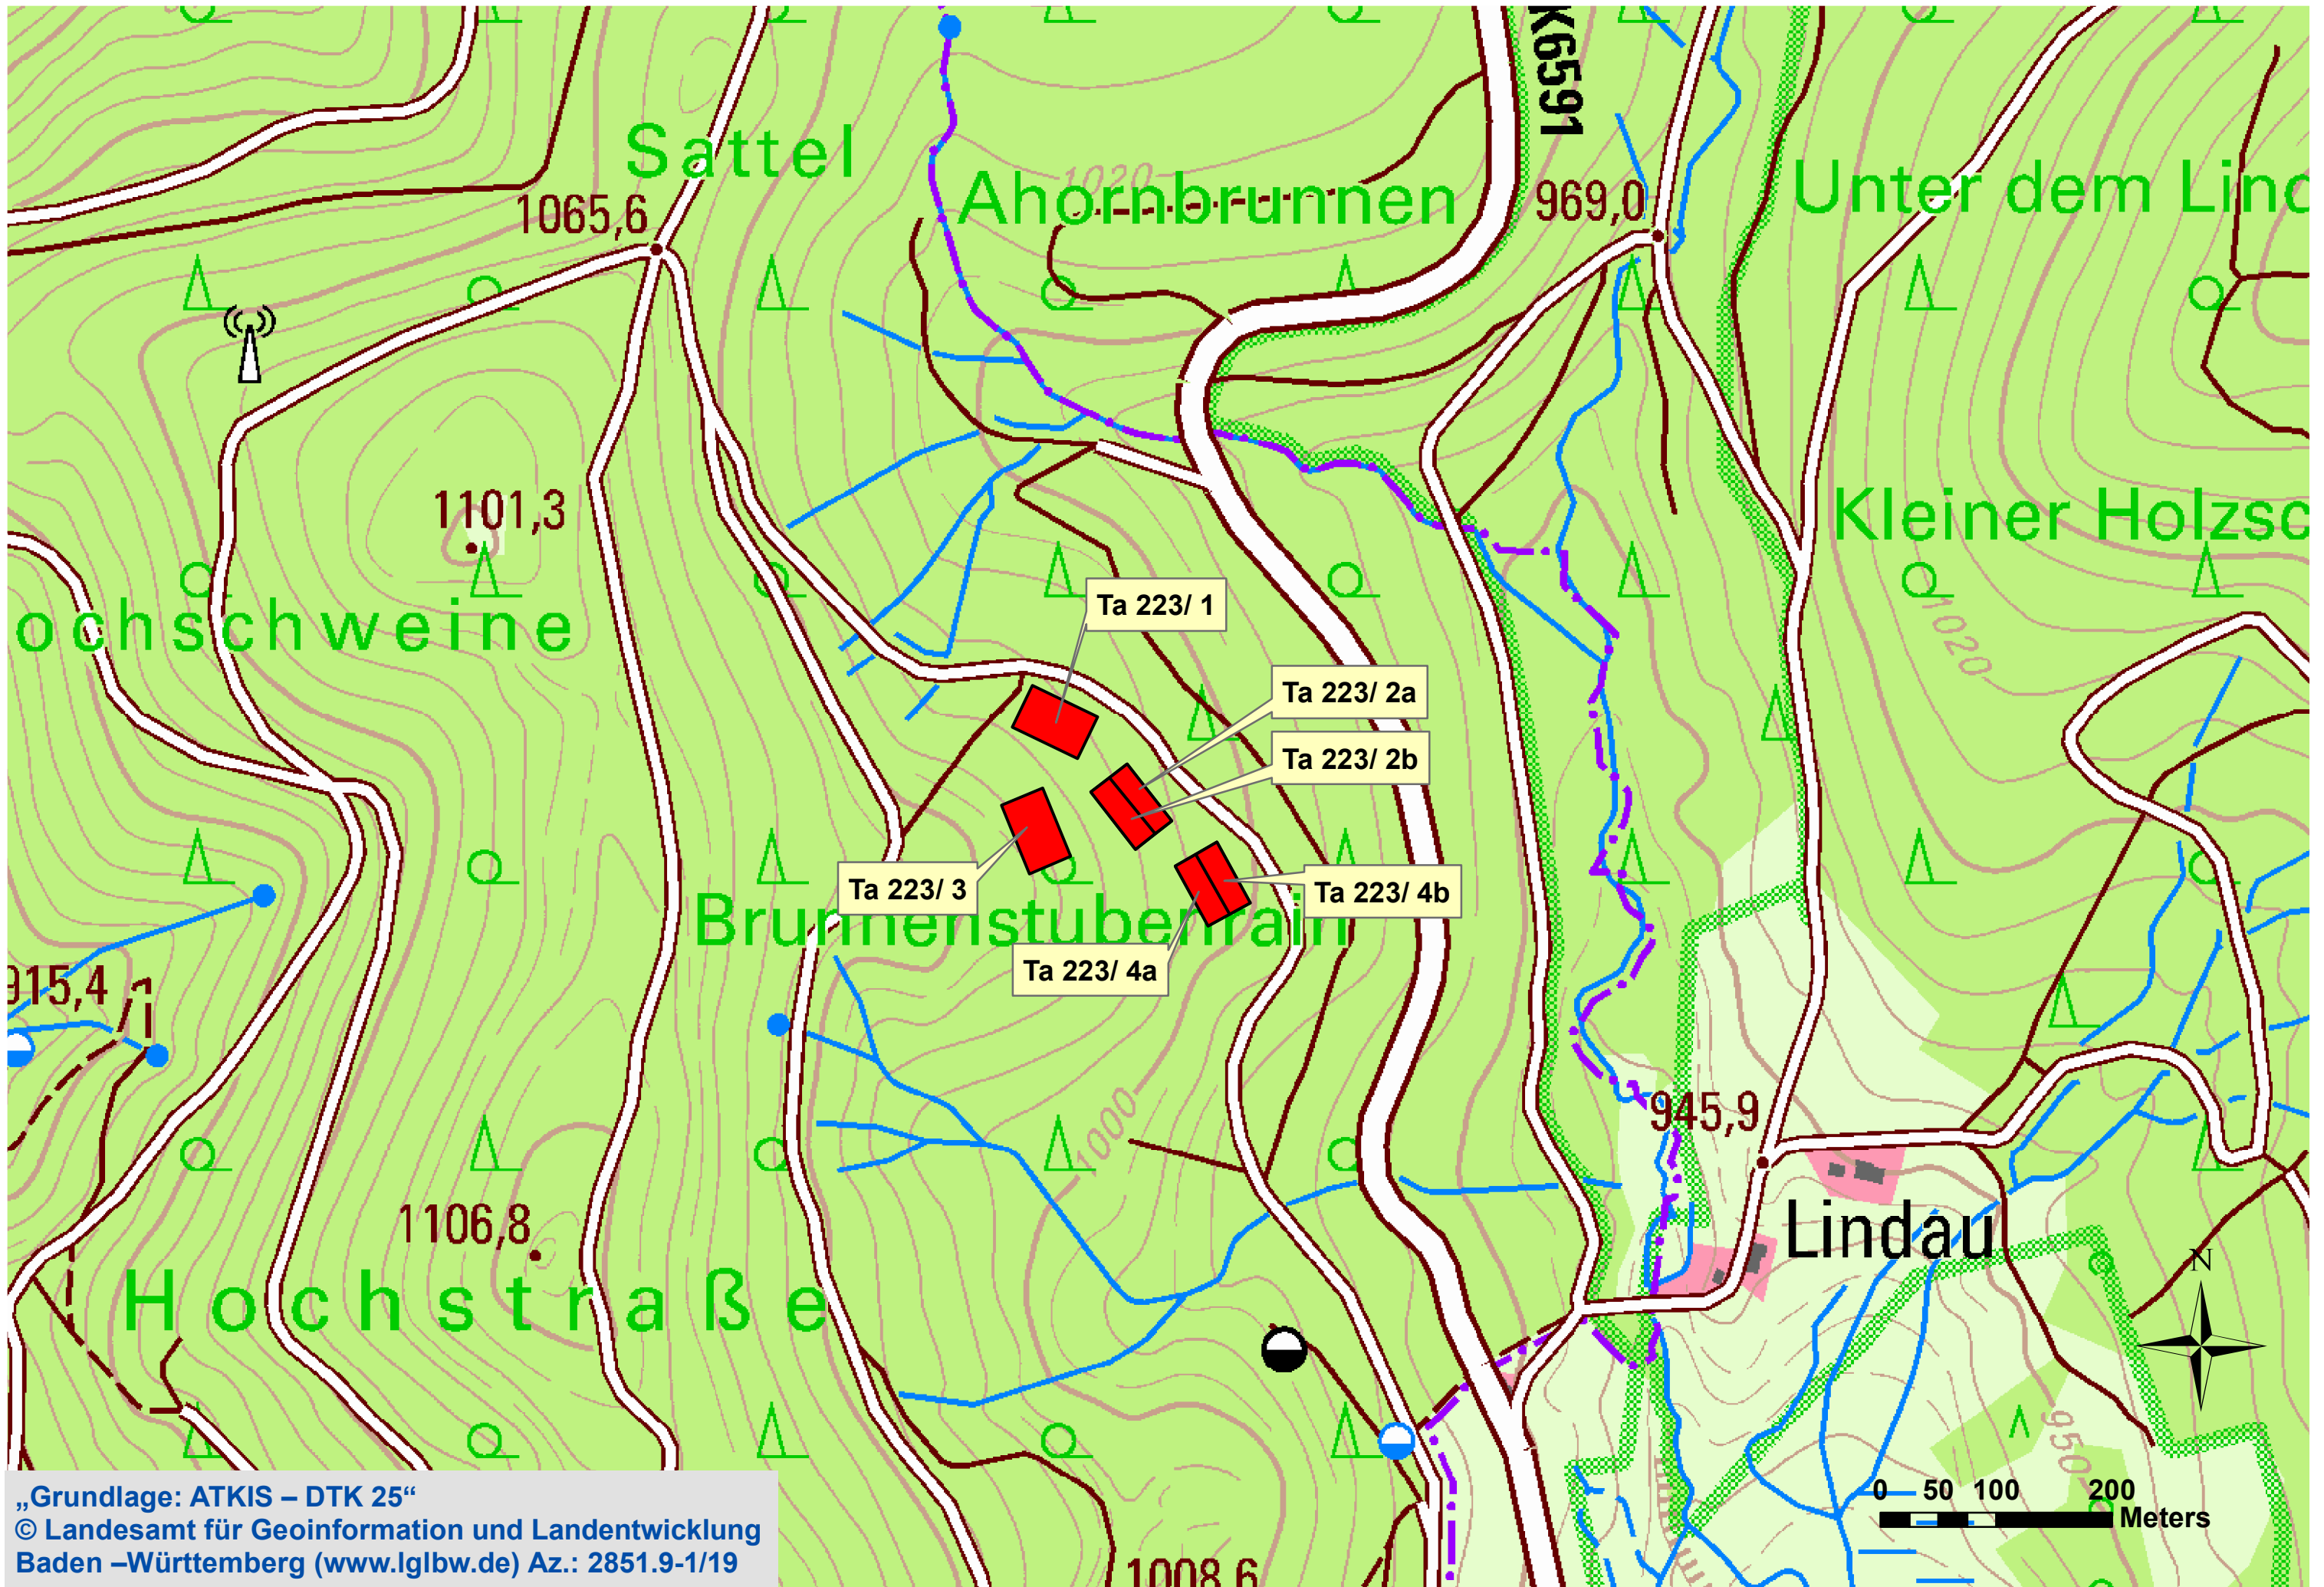 K6591
Sattel
1020
Ahornbrunnen
1065,6
969,0
Unter dem Lind
1101,3
Kleiner Holzsc
ochschweine
Ta 223/ 1
1020
Ta 223/ 2a
Ta 223/ 2b
Ta 223/ 3
Ta 223/ 4b
Brunnenstubenrain
Ta 223/ 4a
915,4
1000
945,9
1106,8
Lindau
N
Hochstraße
950
0 50 100 200
Meters
1008,6
„Grundlage: ATKIS – DTK 25“
© Landesamt für Geoinformation und Landentwicklung
Baden –Württemberg (www.lglbw.de) Az.: 2851.9-1/19